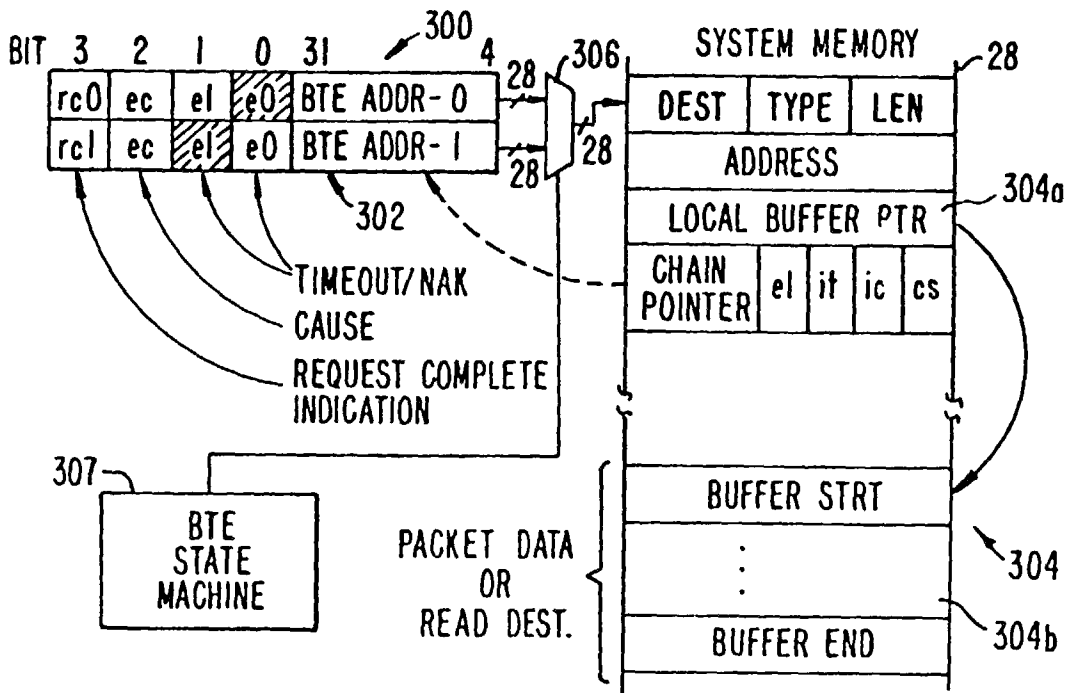 BIT 3 2 1 0 31 4 300
rc0 ec e1 e0 BTE ADDR-0 28
rc1 ec e1 e0 BTE ADDR-1 28
302
306
28
TIMEOUT/NAK
CAUSE
REQUEST COMPLETE
INDICATION
307
BTE
STATE
MACHINE
SYSTEM MEMORY
28
DEST TYPE LEN
ADDRESS
304a
LOCAL BUFFER PTR
CHAIN
POINTER
el it ic cs
PACKET DATA
OR
READ DEST.
BUFFER STRT
304
304b
BUFFER END